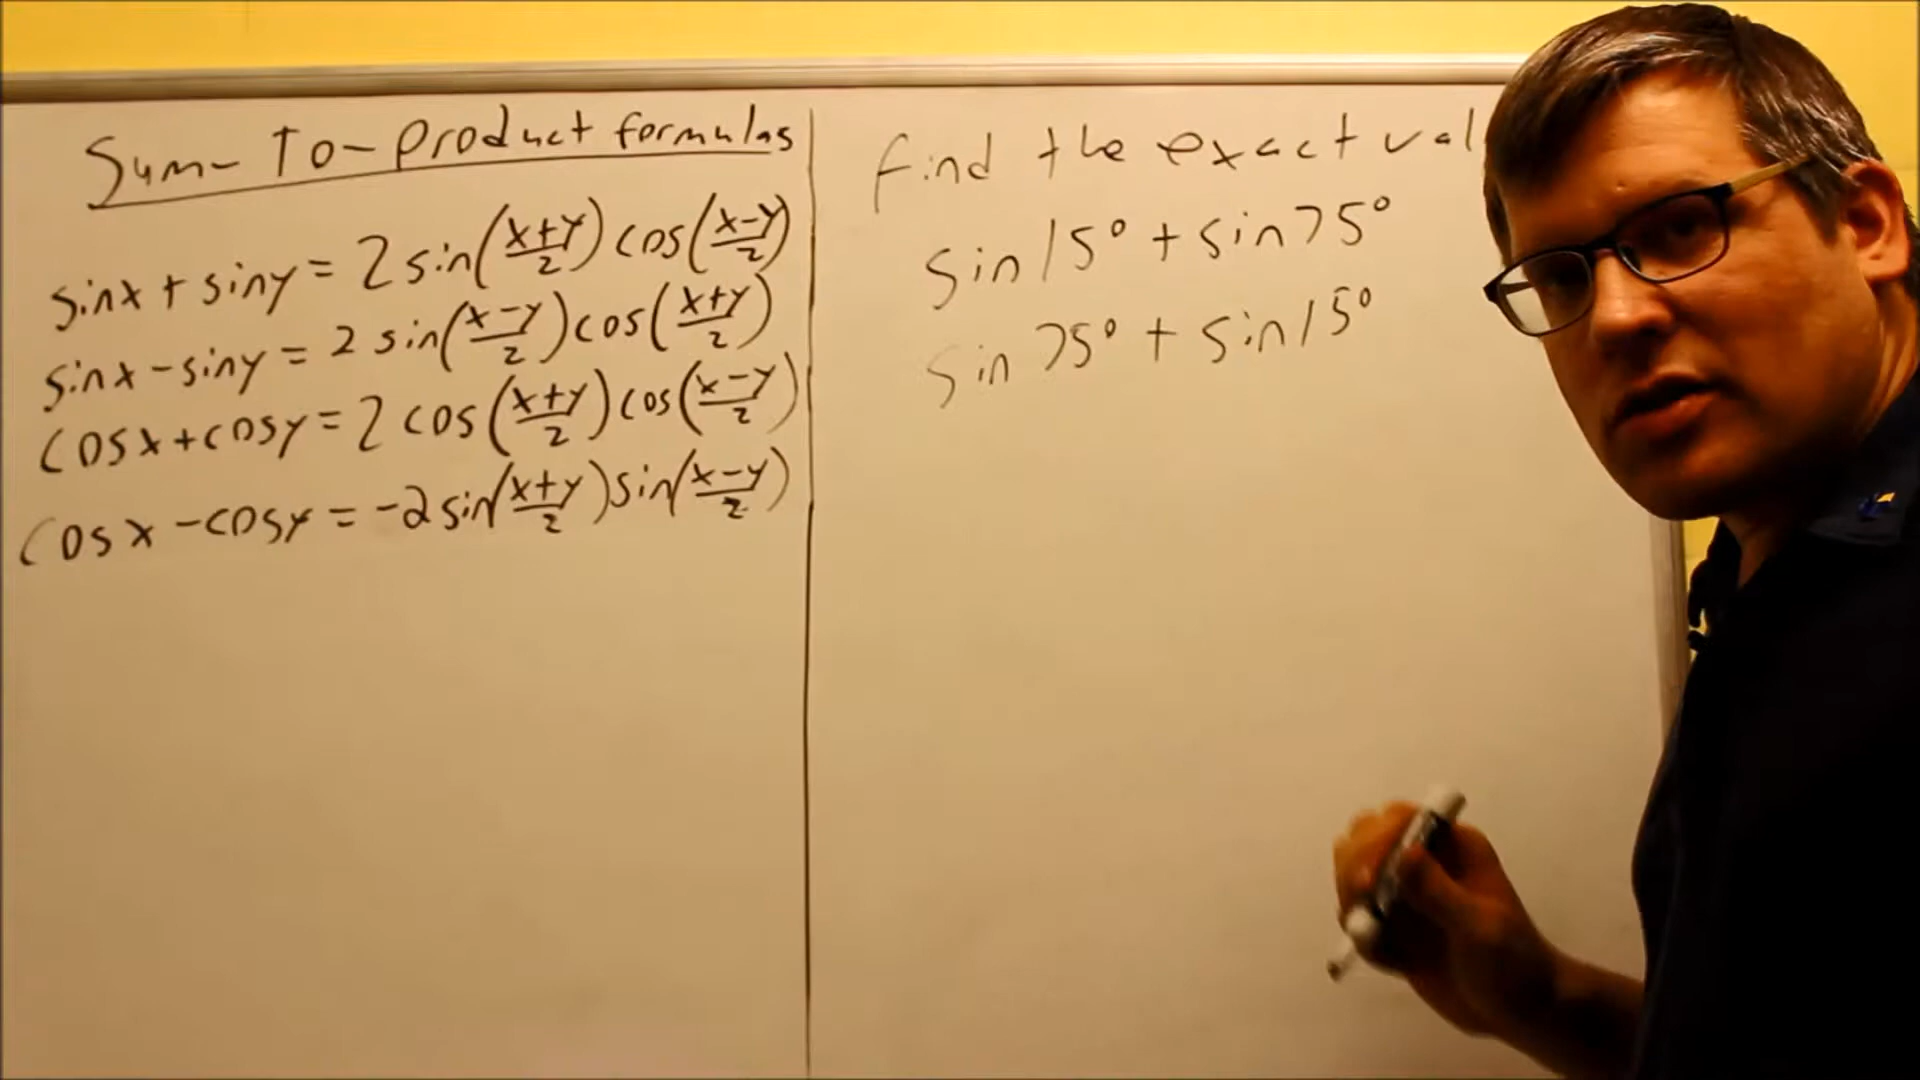 Sum-To-Product formulas
sinx + siny = 2 sin(x+y/2) cos(x-y/2)
sinx - siny = 2 sin(x-y/2) cos(x+y/2)
cosx + cosy = 2 cos(x+y/2) cos(x-y/2)
cosx - cosy = -2 sin(x+y/2) sin(x-y/2)
find the exact val
sin 15° + sin 75°
sin 75° + sin 15°